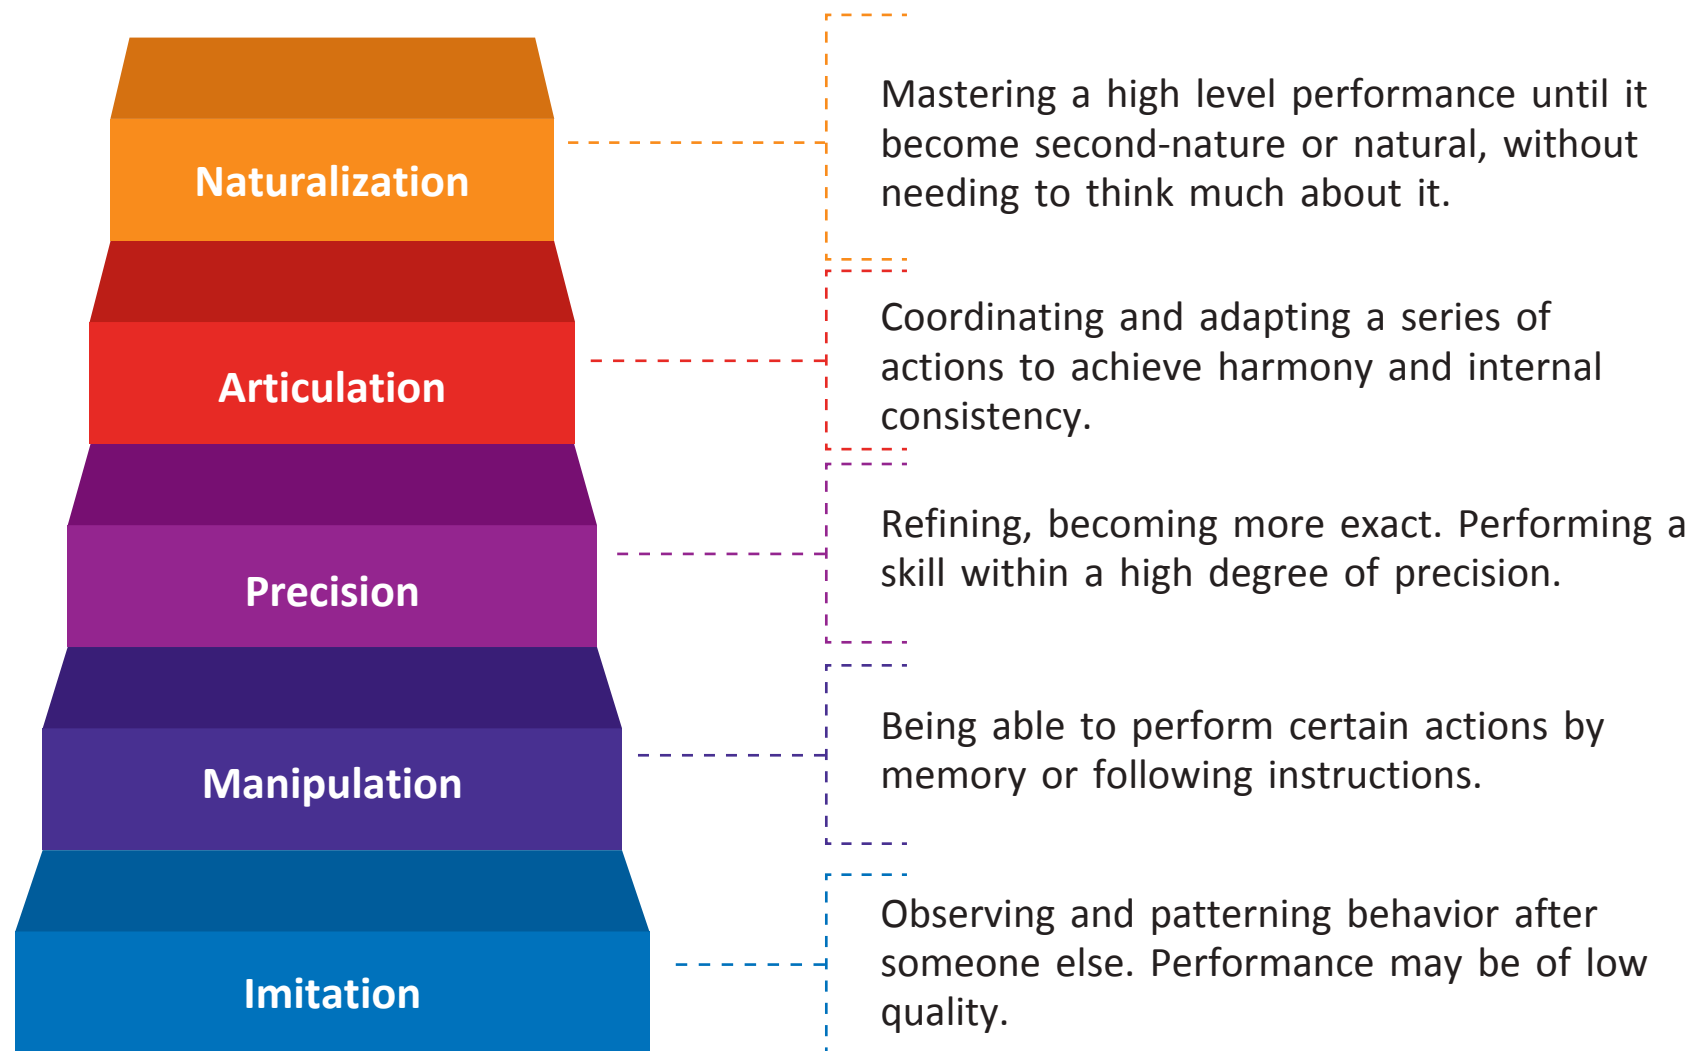 Naturalization
Mastering a high level performance until it
become second-nature or natural, without
needing to think much about it.
Articulation
Coordinating and adapting a series of
actions to achieve harmony and internal
consistency.
Precision
Refining, becoming more exact. Performing a
skill within a high degree of precision.
Manipulation
Being able to perform certain actions by
memory or following instructions.
Imitation
Observing and patterning behavior after
someone else. Performance may be of low
quality.